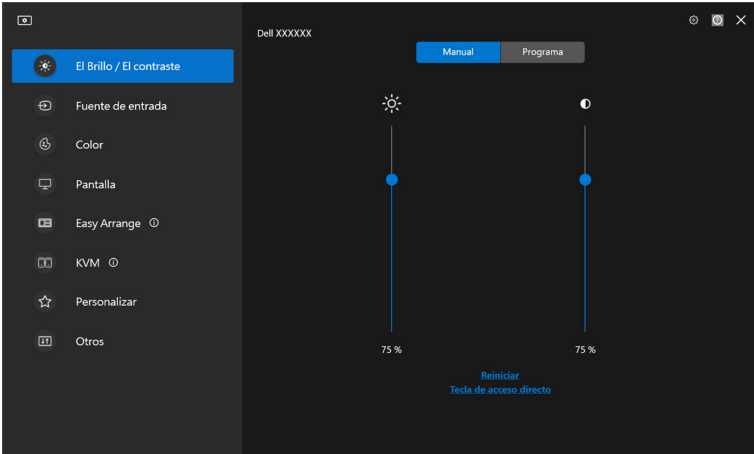 Dell XXXXXX
Manual
Programa
El Brillo / El contraste
Fuente de entrada
Color
Pantalla
Easy Arrange
KVM
Personalizar
Otros
75 %
75 %
Reiniciar
Tecla de acceso directo